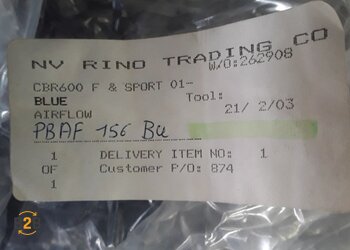 NV RINO TRADING CO
W/O:262908
CBR600 F & SPORT 01-
BLUE
Tool:
AIRFLOW
21/ 2/03
PBAF 156 Bu
1 DELIVERY ITEM NO: 1
OF Customer P/O: 874
1
2